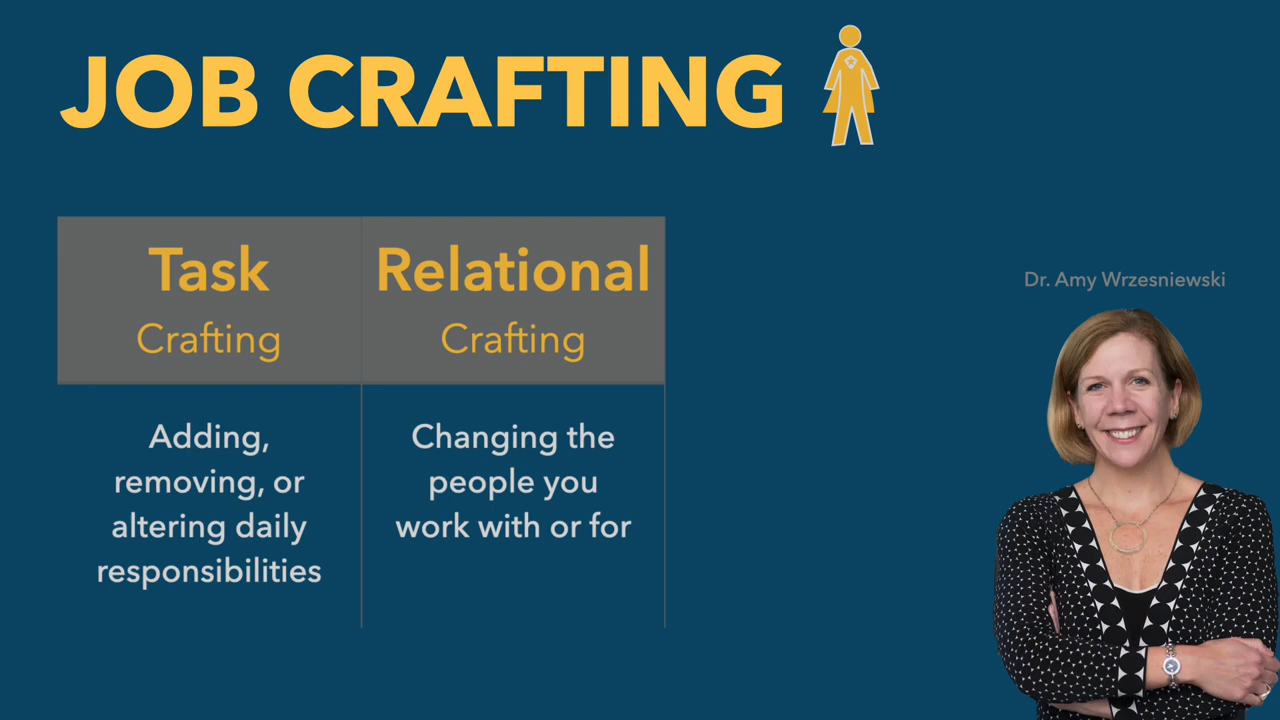 JOB CRAFTING
Task
Crafting
Adding,
removing, or
altering daily
responsibilities
Relational
Crafting
Changing the
people you
work with or for
Dr. Amy Wrzesniewski